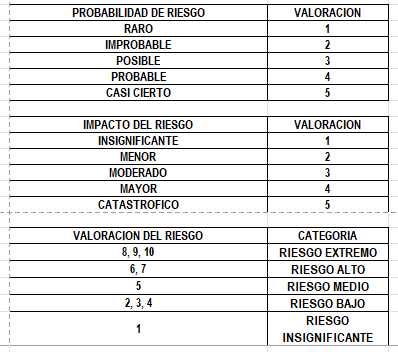 PROBABILIDAD DE RIESGO VALORACION
RARO 1
IMPROBABLE 2
POSIBLE 3
PROBABLE 4
CASI CIERTO 5
IMPACTO DEL RIESGO VALORACION
INSIGNIFICANTE 1
MENOR 2
MODERADO 3
MAYOR 4
CATASTROFICO 5
VALORACION DEL RIESGO CATEGORIA
8, 9, 10 RIESGO EXTREMO
6, 7 RIESGO ALTO
5 RIESGO MEDIO
2, 3, 4 RIESGO BAJO
1 RIESGO
INSIGNIFICANTE